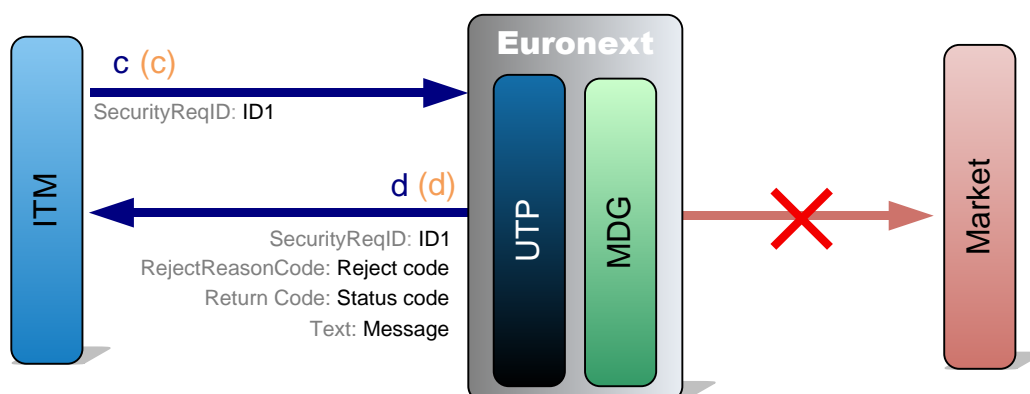 Euronext
c (c)
SecurityReqID: ID1
d (d)
SecurityReqID: ID1
RejectReasonCode: Reject code
Return Code: Status code
Text: Message
ITM
UTP
MDG
Market